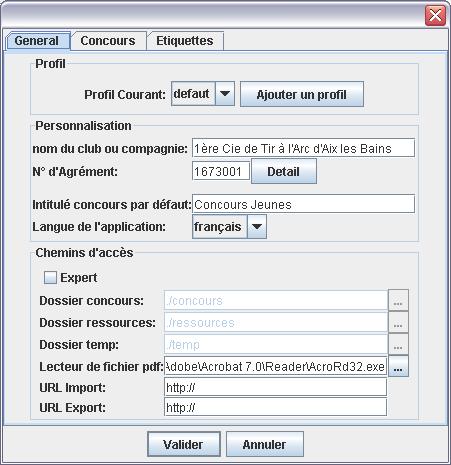 General Concours Etiquettes
Profil
Profil Courant: defaut Ajouter un profil
Personnalisation
nom du club ou compagnie: 1ère Cie de Tir à l'Arc d'Aix les Bains
N° d'Agrément: 1673001 Detail
Intitulé concours par défaut: Concours Jeunes
Langue de l'application: français
Chemins d'accès
Expert
Dossier concours: ./concours ...
Dossier ressources: ./ressources ...
Dossier temp: ./temp ...
Lecteur de fichier pdf: \Adobe\Acrobat 7.0\Reader\AcroRd32.exe ...
URL Import: http://
URL Export: http://
Valider Annuler